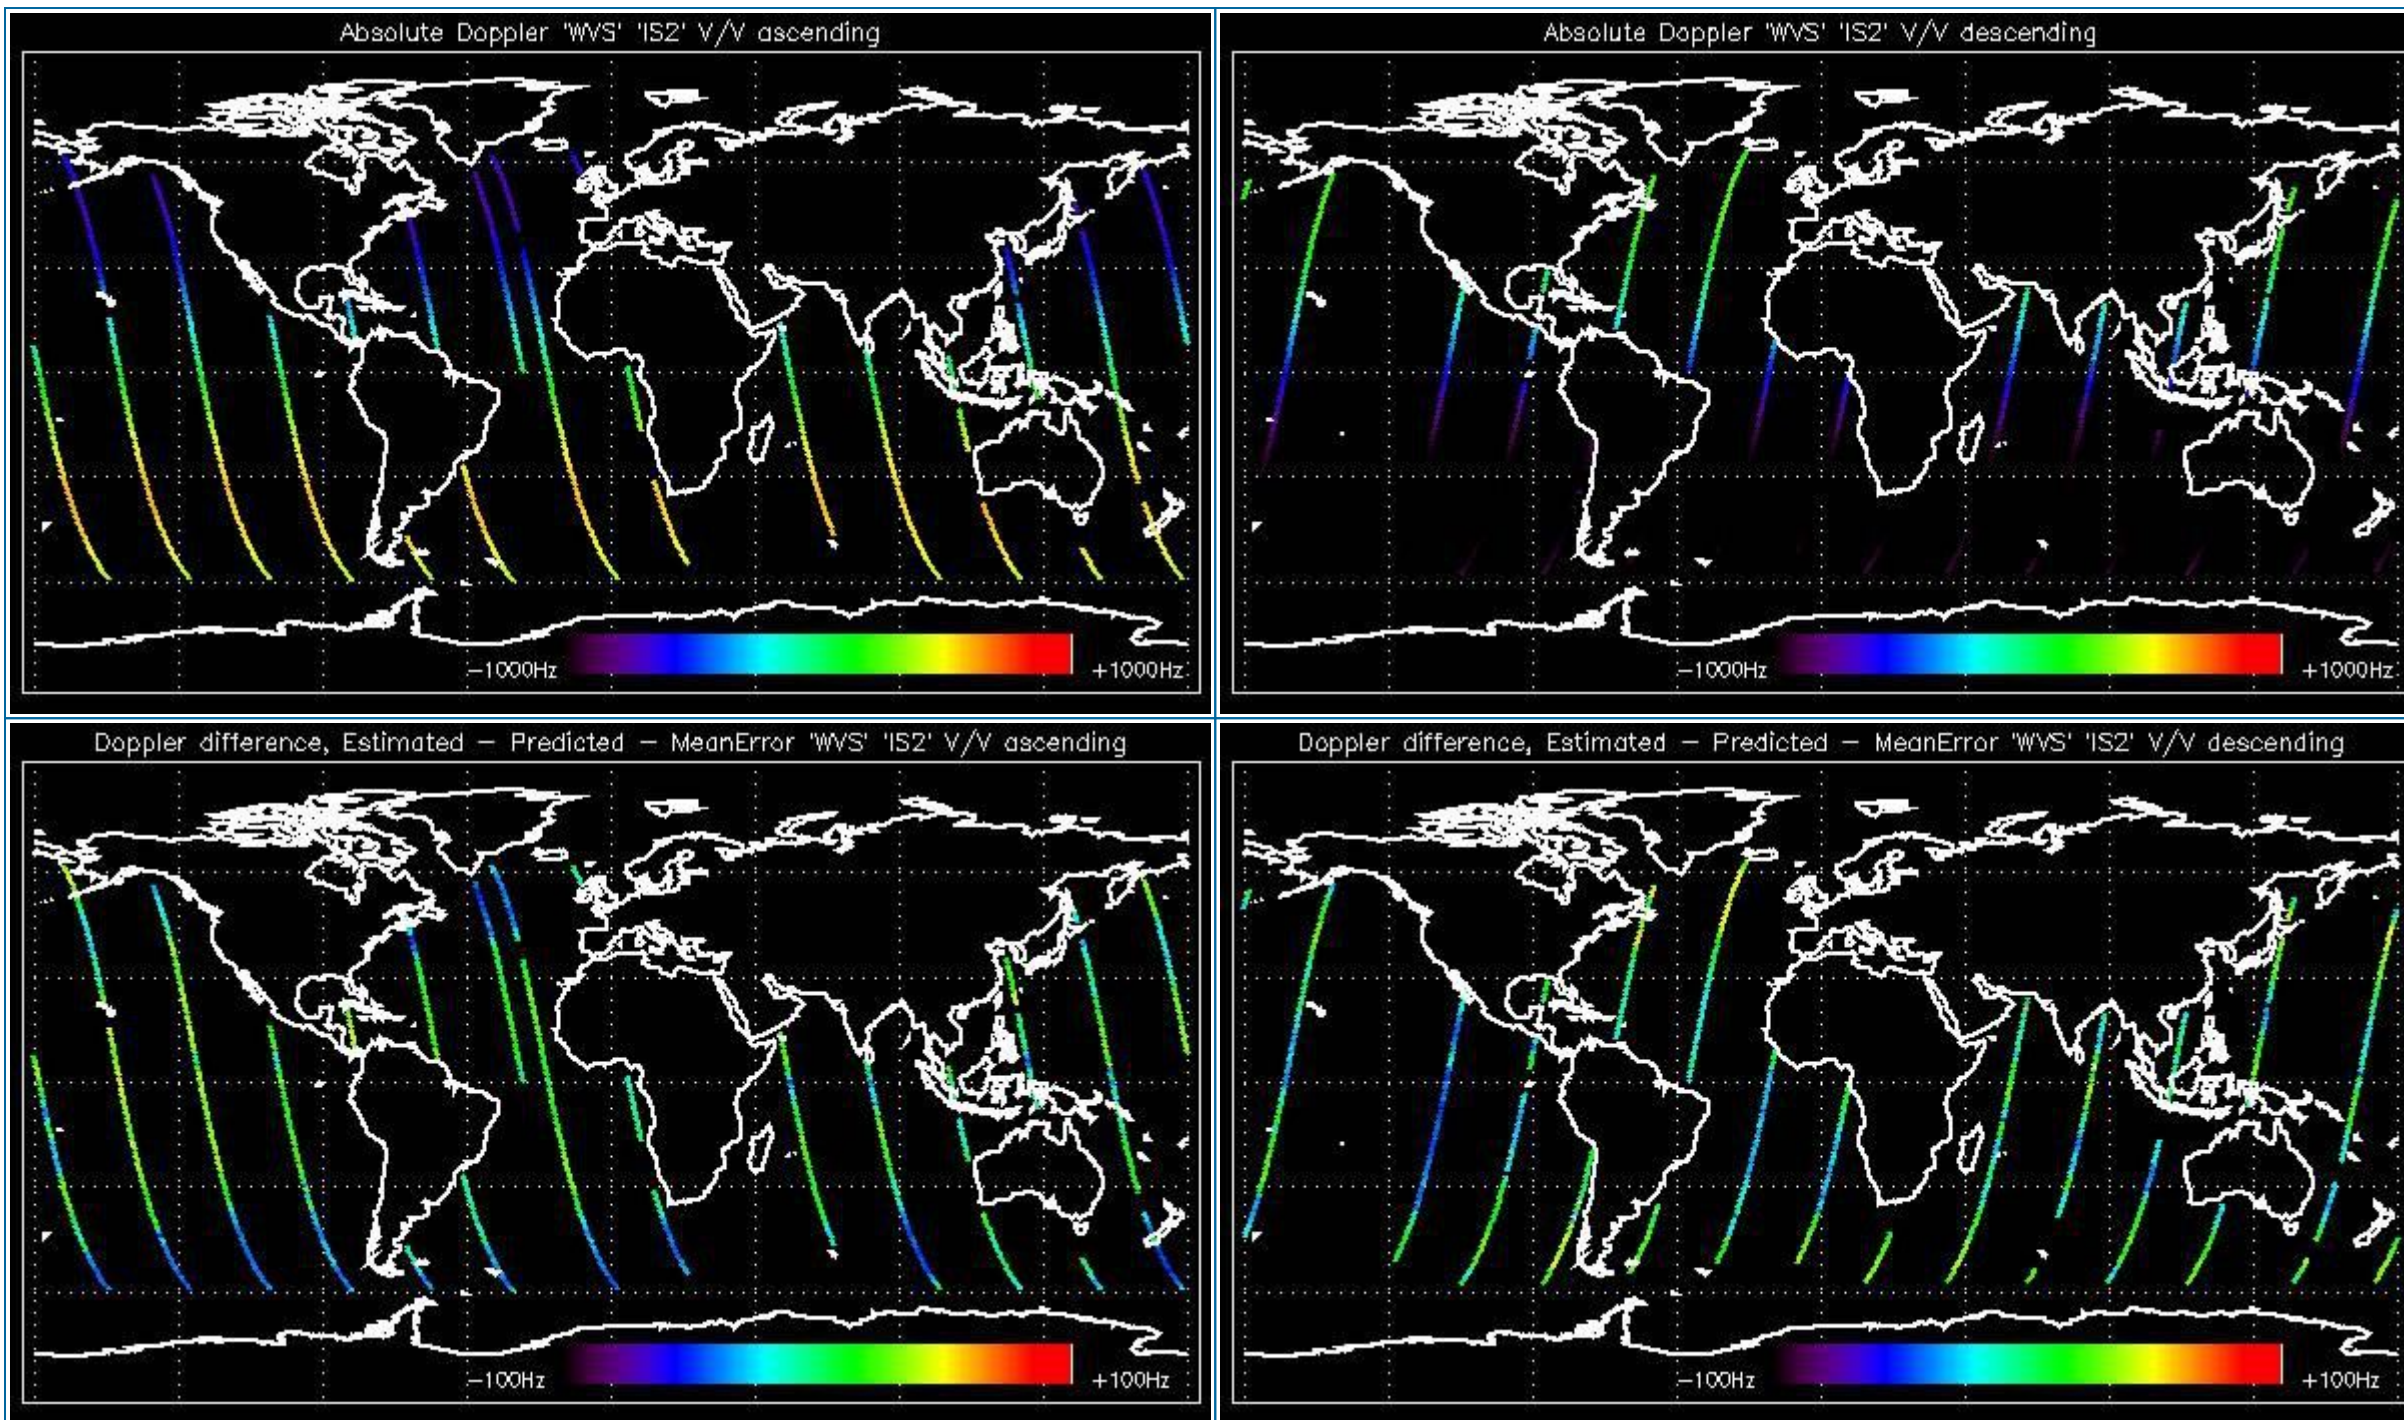 Absolute Doppler 'WVS' 'IS2' V/V ascending
-1000Hz
+1000Hz
Absolute Doppler 'WVS' 'IS2' V/V descending
-1000Hz
+1000Hz
Doppler difference, Estimated - Predicted - MeanError 'WVS' 'IS2' V/V ascending
-100Hz
+100Hz
Doppler difference, Estimated - Predicted - MeanError 'WVS' 'IS2' V/V descending
-100Hz
+100Hz